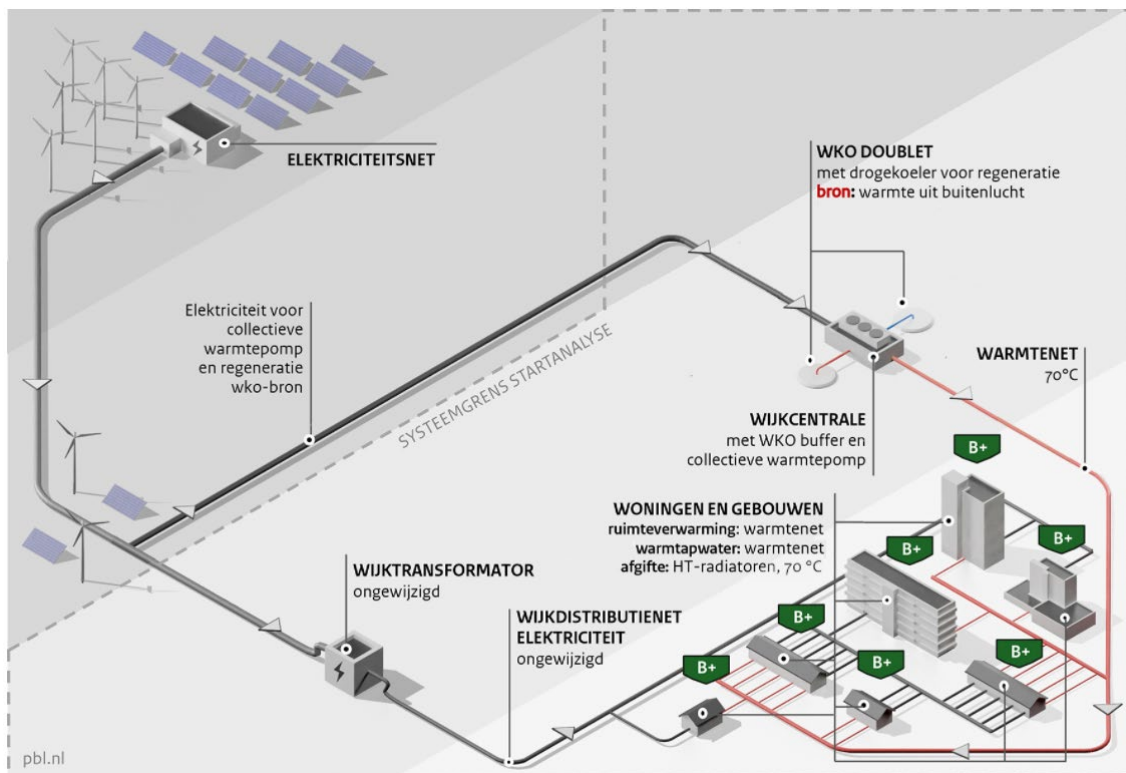 ELEKTRICITEITSNET
WKO DOUBLET
met drogekoeler voor regeneratie
bron: warmte uit buitenlucht
Elektriciteit voor
collectieve
warmtepomp
en regeneratie
wko-bron
SYSTEEMGRENS STARTANALYSE
WARMTENET
70°C
WIJKCENTRALE
met WKO buffer en
collectieve warmtepomp
B+
WONINGEN EN GEBOUWEN
ruimteverwarming: warmtenet
warmtapwater: warmtenet
afgifte: HT-radiatoren, 70 °C
B+
B+
WIJKTRANSFORMATOR
ongewijzigd
WIJKDISTRIBUTIENET
ELEKTRICITEIT
ongewijzigd
B+
B+
B+
B+
pbl.nl